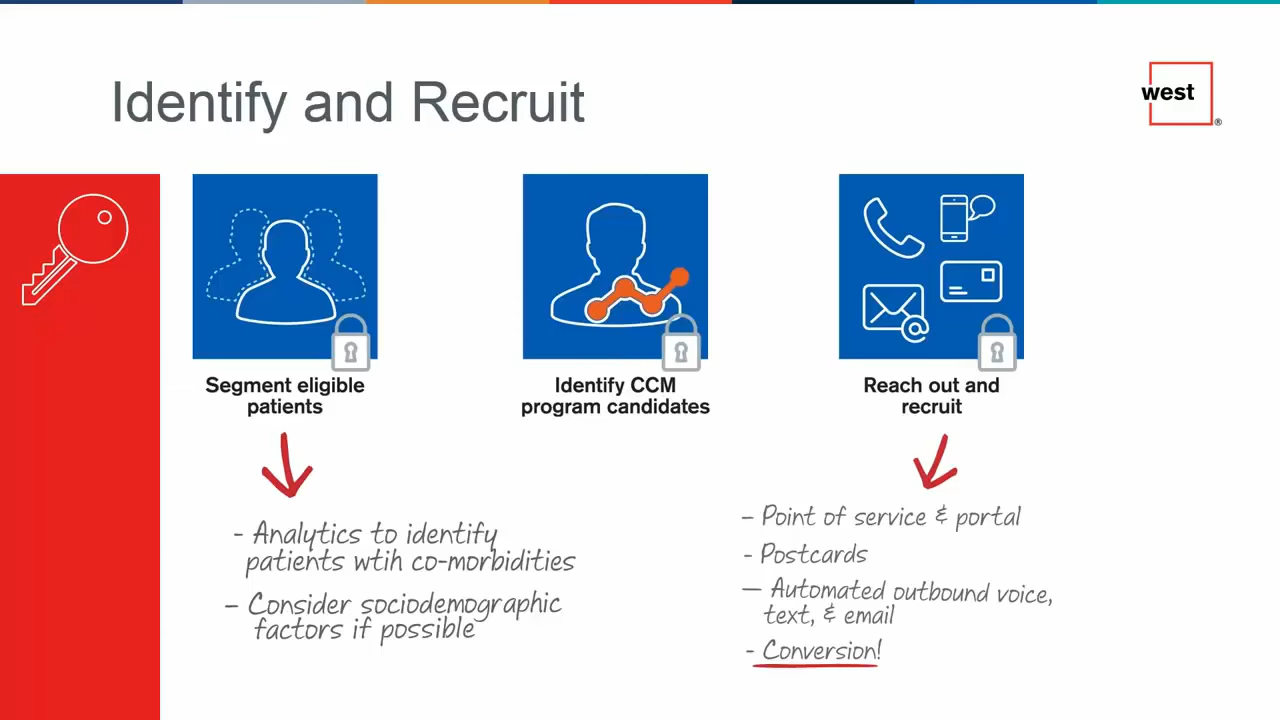 Identify and Recruit
west
®
Segment eligible
patients
Identify CCM
program candidates
Reach out and
recruit
- Analytics to identify
patients wtih co-morbidities
- Consider sociodemographic
factors if possible
- Point of service & portal
- Postcards
- Automated outbound voice,
text, & email
- Conversion!